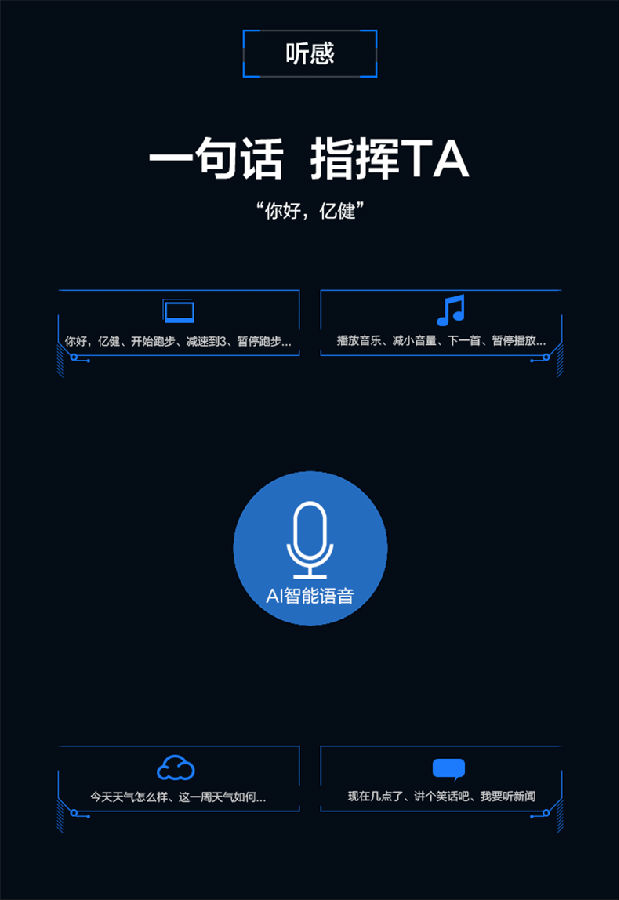 听感
一句话 指挥TA
“你好，亿健”
你好，亿健、开始跑步、减速到3、暂停跑步...
播放音乐、减小音量、下一首、暂停播放...
AI智能语音
今天天气怎么样、这一周天气如何...
现在几点了、讲个笑话吧、我要听新闻